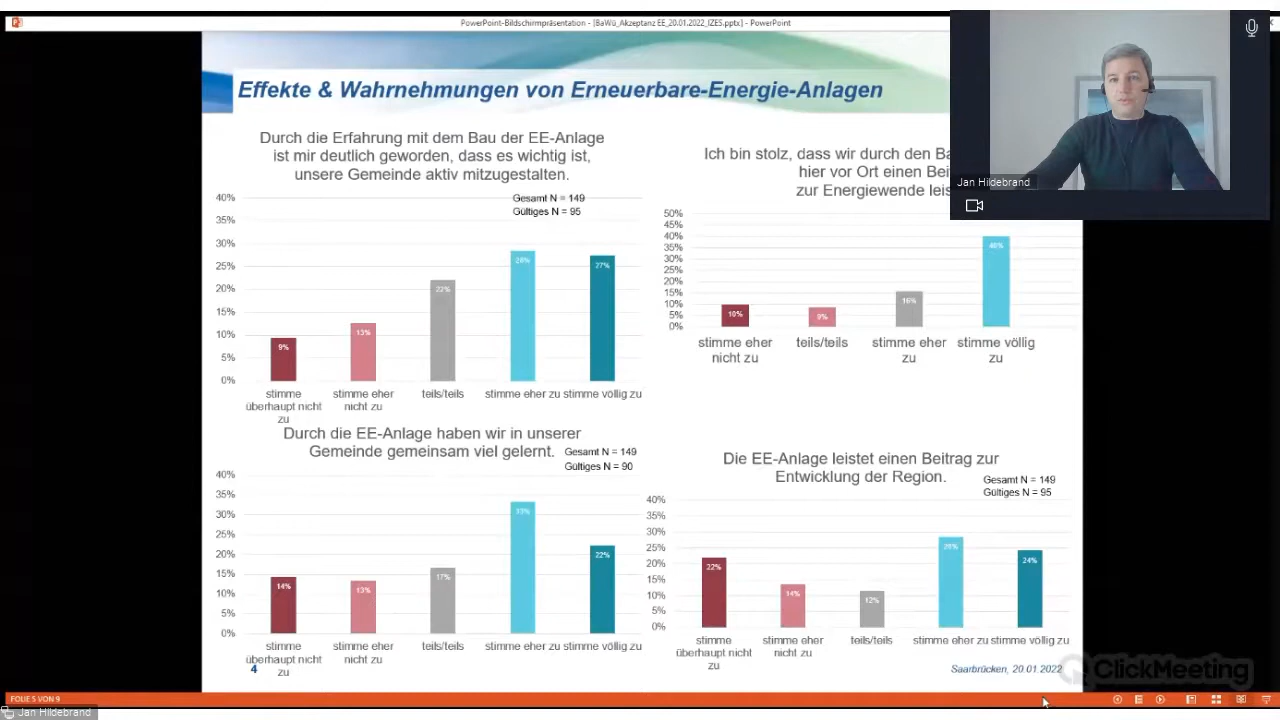 PowerPoint-Bildschirmpräsentation - [BaWü_Akzeptanz EE_20.01.2022_IZES.pptx] - PowerPoint
Effekte & Wahrnehmungen von Erneuerbare-Energie-Anlagen
Jan Hildebrand
Durch die Erfahrung mit dem Bau der EE-Anlage
ist mir deutlich geworden, dass es wichtig ist,
unsere Gemeinde aktiv mitzugestalten.
Gesamt N = 149
Gültiges N = 95
40%
35%
30%
25%
20%
15%
10%
5%
0%
9%
13%
22%
28%
27%
stimme
überhaupt nicht
zu
stimme eher
nicht zu
teils/teils
stimme eher zu
stimme völlig zu
Ich bin stolz, dass wir durch den
hier vor Ort einen
zur Energiewende
50%
45%
40%
35%
30%
25%
20%
15%
10%
5%
0%
10%
9%
16%
40%
stimme eher
nicht zu
teils/teils
stimme eher
zu
stimme völlig
zu
Durch die EE-Anlage haben wir in unserer
Gemeinde gemeinsam viel gelernt.
Gesamt N = 149
Gültiges N = 90
40%
35%
30%
25%
20%
15%
10%
5%
0%
14%
13%
17%
33%
22%
stimme
überhaupt nicht
zu
stimme eher
nicht zu
teils/teils
stimme eher zu
stimme völlig zu
Die EE-Anlage leistet einen Beitrag zur
Entwicklung der Region.
Gesamt N = 149
Gültiges N = 95
40%
35%
30%
25%
20%
15%
10%
5%
0%
22%
14%
12%
28%
24%
stimme
überhaupt nicht
zu
stimme eher
nicht zu
teils/teils
stimme eher zu
stimme völlig zu
4
Saarbrücken, 20.01.2022
ClickMeeting
FOLIE 5 VON 9
Jan Hildebrand